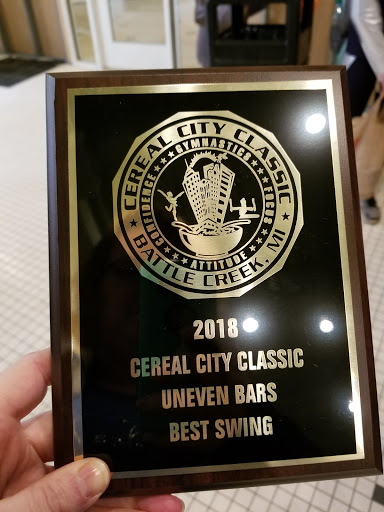 CEREAL CITY CLASSIC
GYMNASTICS
CONFIDENCE
FOCUS
ATTITUDE
BATTLE CREEK, MI
2018
CEREAL CITY CLASSIC
UNEVEN BARS
BEST SWING